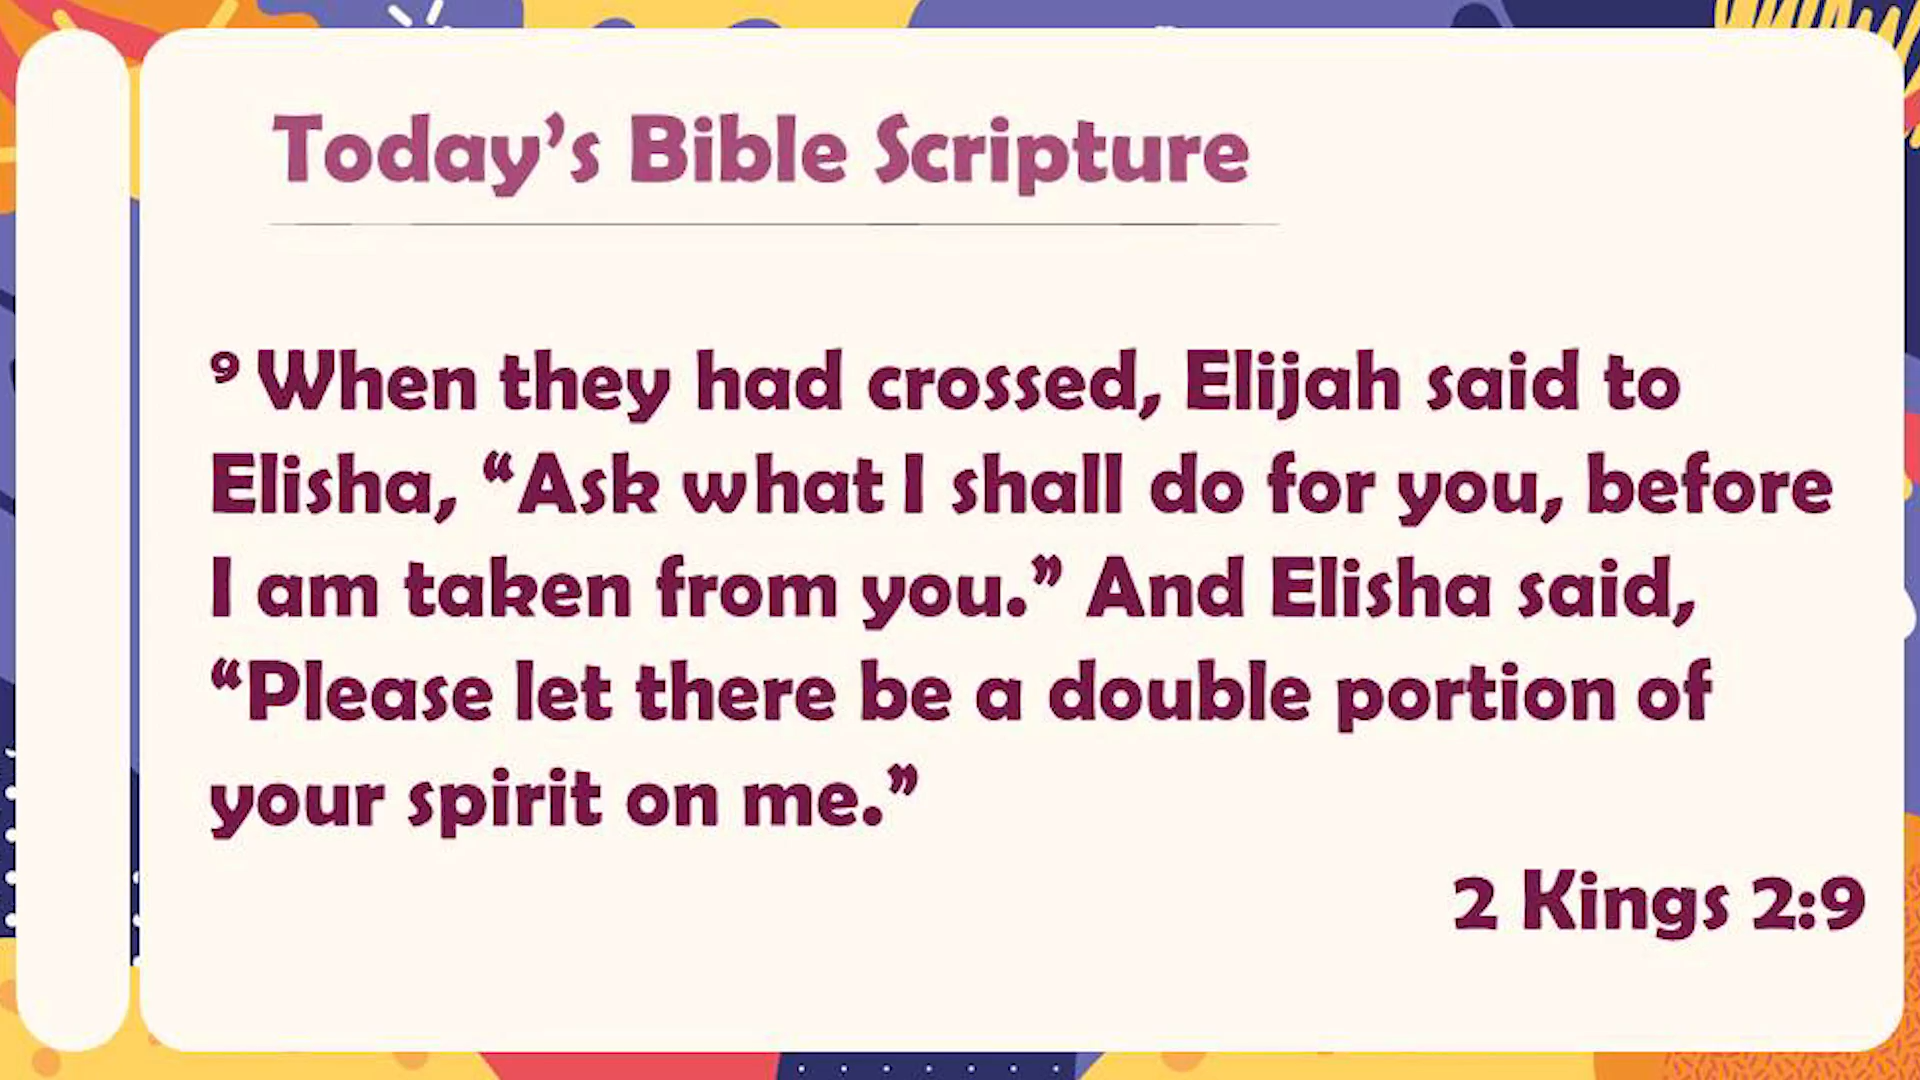 Today’s Bible Scripture
⁹ When they had crossed, Elijah said to
Elisha, “Ask what I shall do for you, before
I am taken from you.” And Elisha said,
“Please let there be a double portion of
your spirit on me.”
2 Kings 2:9